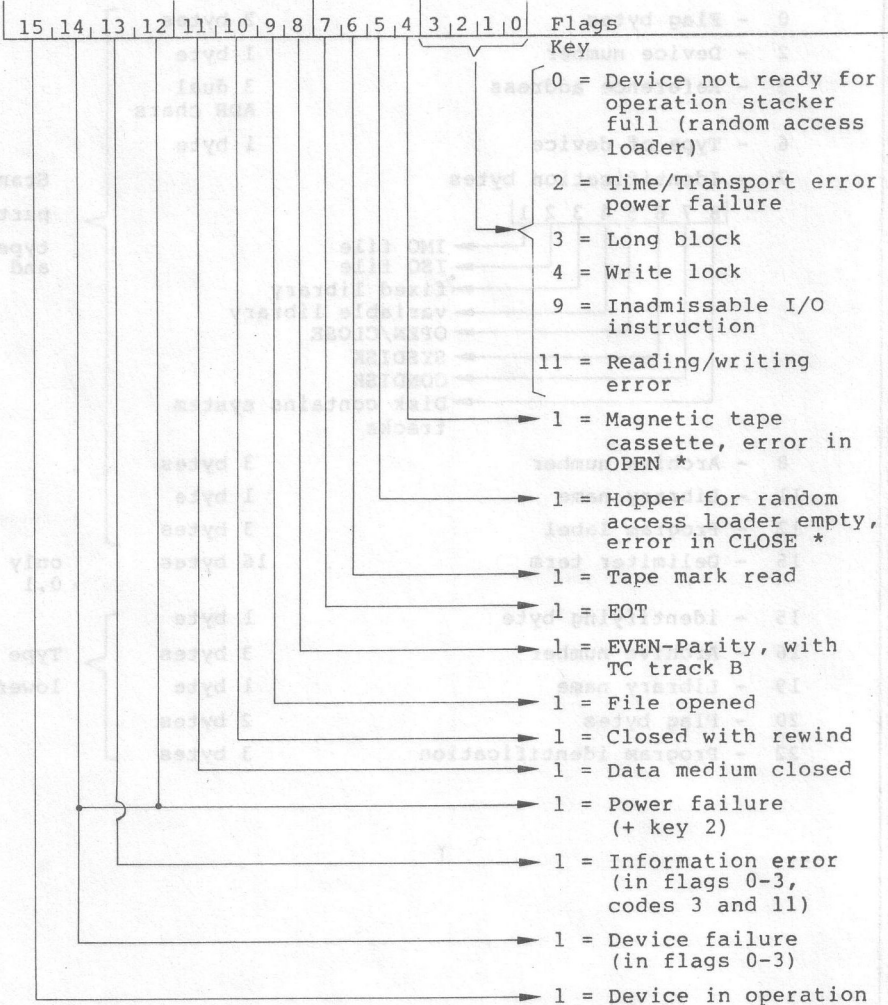 15 14 13 12 11 10 9 8 7 6 5 4 3 2 1 0 Flags
Key
0 = Device not ready for
operation stacker
full (random access
loader)
2 = Time/Transport error
power failure
3 = Long block
4 = Write lock
9 = Inadmissable I/O
instruction
11 = Reading/writing
error
1 = Magnetic tape
cassette, error in
OPEN *
1 = Hopper for random
access loader empty,
error in CLOSE *
1 = Tape mark read
1 = EOT
1 = EVEN-Parity, with
TC track B
1 = File opened
1 = Closed with rewind
1 = Data medium closed
1 = Power failure
(+ key 2)
1 = Information error
(in flags 0-3,
codes 3 and 11)
1 = Device failure
(in flags 0-3)
1 = Device in operation